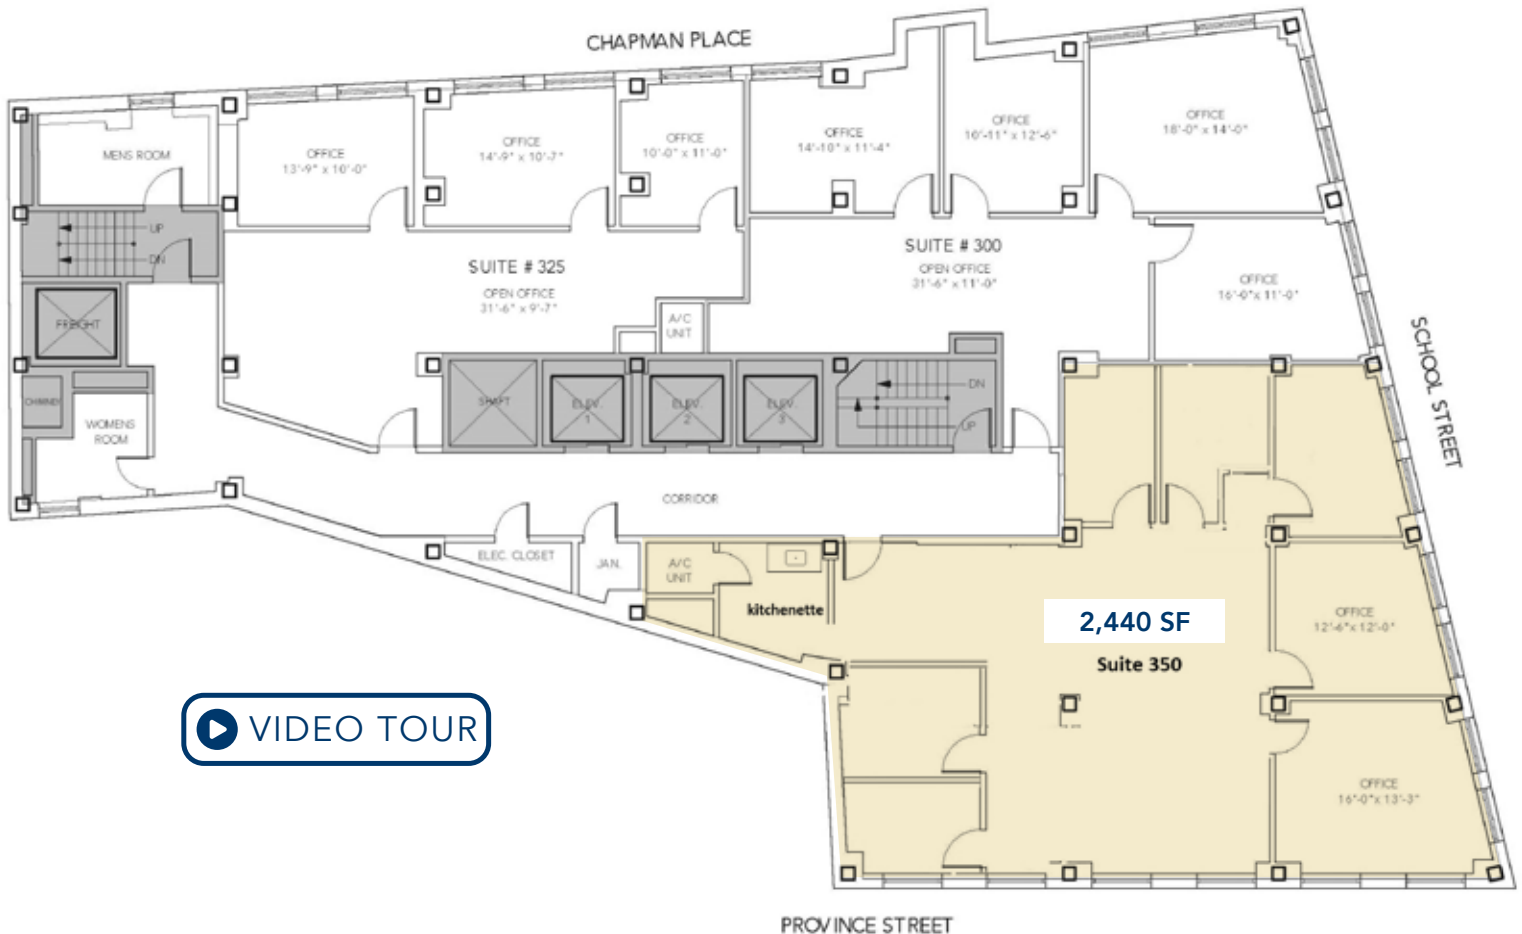 CHAPMAN PLACE
MENS ROOM
OFFICE
13'-9" x 10'-0"
OFFICE
14'-9" x 10'-7"
OFFICE
10'-0" x 11'-0"
OFFICE
14'-10" x 11'-4"
OFFICE
10'-11" x 12'-6"
OFFICE
18'-0" x 14'-0"
UP
DN
SUITE # 325
OPEN OFFICE
31'-6" x 9'-7"
SUITE # 300
OPEN OFFICE
31'-6" x 11'-0"
OFFICE
16'-0" x 11'-0"
A/C
UNIT
FREIGHT
SCHOOL STREET
CHIMNEY
WOMENS
ROOM
SHAFT
ELEV.
1
ELEV.
2
ELEV.
3
DN
UP
CORRIDOR
ELEC. CLOSET
JAN.
A/C
UNIT
kitchenette
2,440 SF
Suite 350
OFFICE
12'-6" x 12'-0"
VIDEO TOUR
OFFICE
16'-0" x 13'-3"
PROVINCE STREET